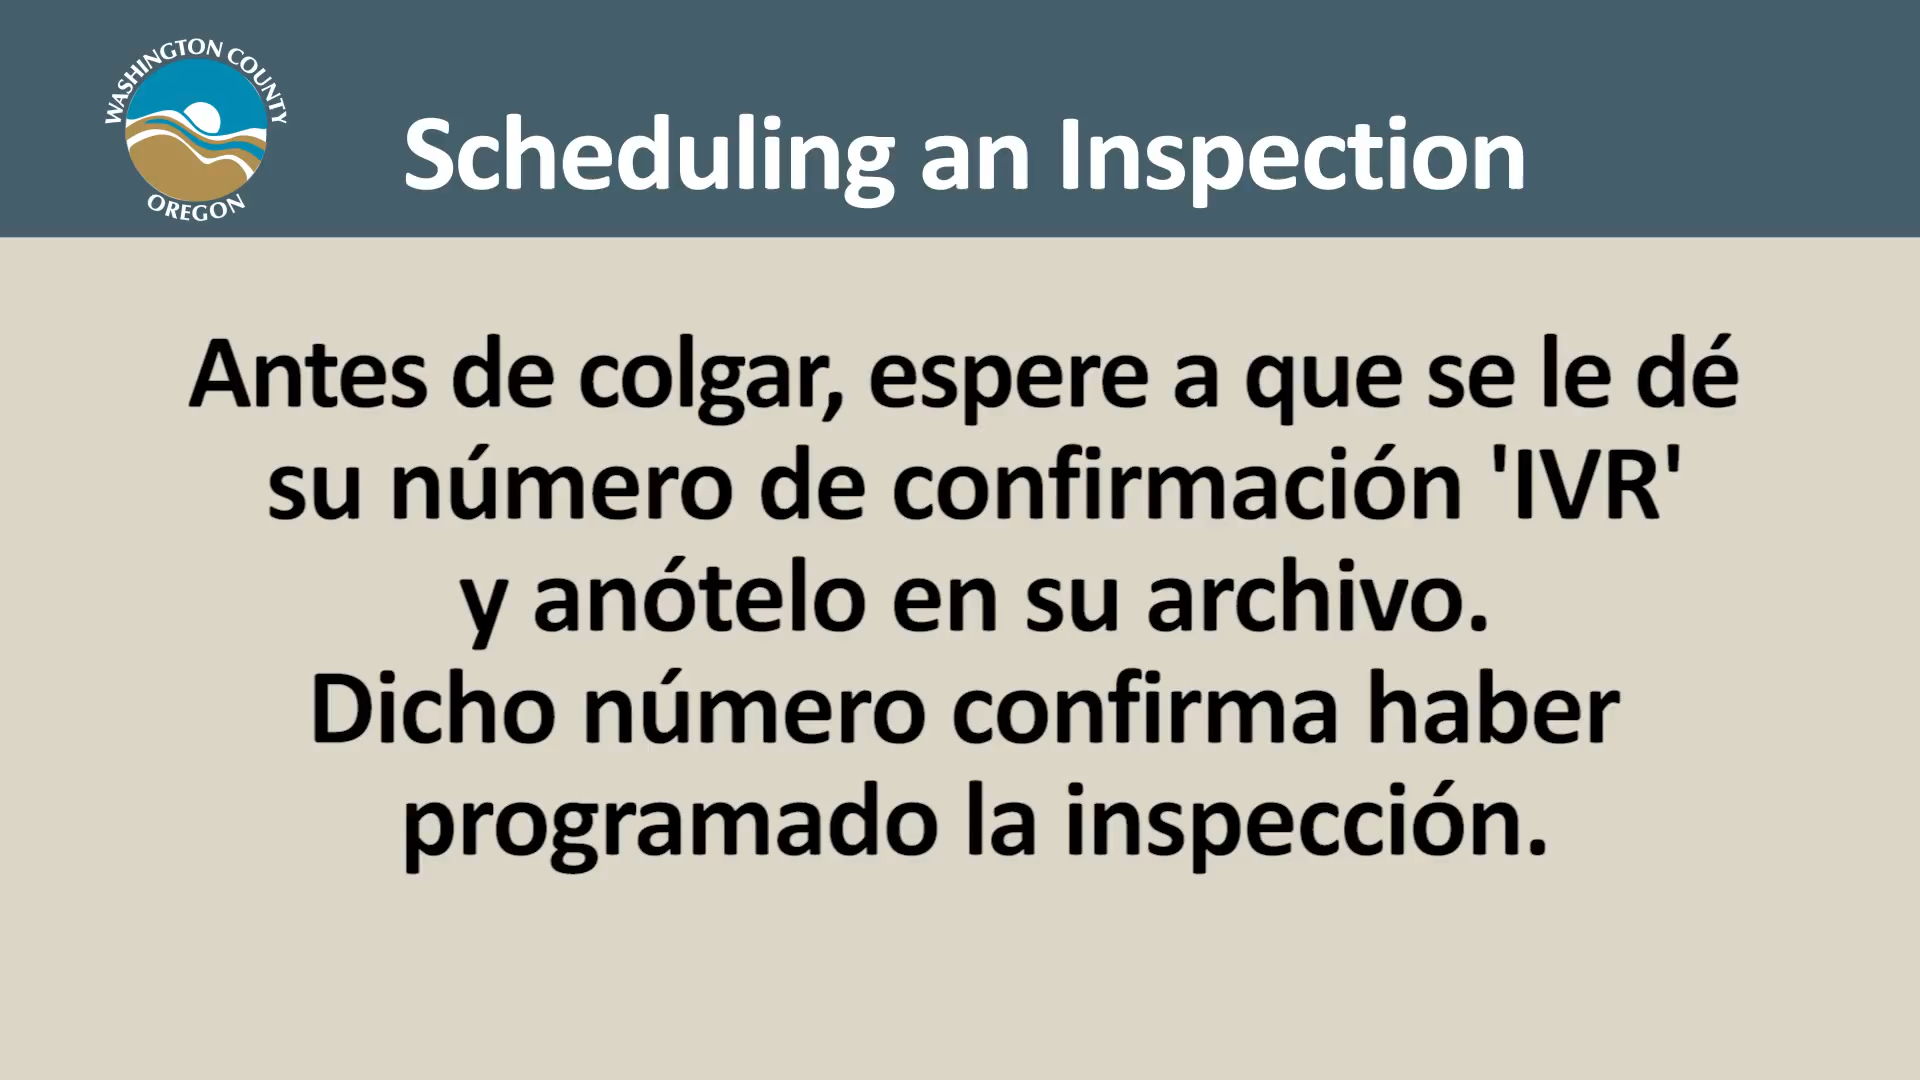 WASHINGTON COUNTY
OREGON
Scheduling an Inspection
Antes de colgar, espere a que se le dé
su número de confirmación 'IVR'
y anótelo en su archivo.
Dicho número confirma haber
programado la inspección.